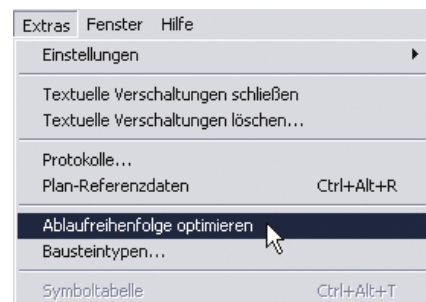 Extras Fenster Hilfe
Einstellungen
Textuelle Verschaltungen schließen
Textuelle Verschaltungen löschen...
Protokolle...
Plan-Referenzdaten Ctrl+Alt+R
Ablaufreihenfolge optimieren
Bausteintypen...
Symboltabelle Ctrl+Alt+T